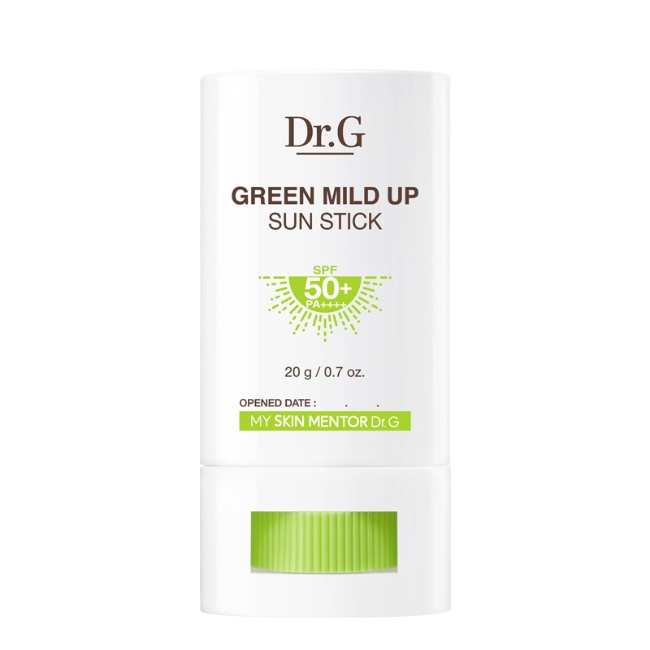 Dr.G
GREEN MILD UP
SUN STICK
SPF
50+
PA++++
20 g / 0.7 oz.
OPENED DATE : . .
MY SKIN MENTOR Dr.G